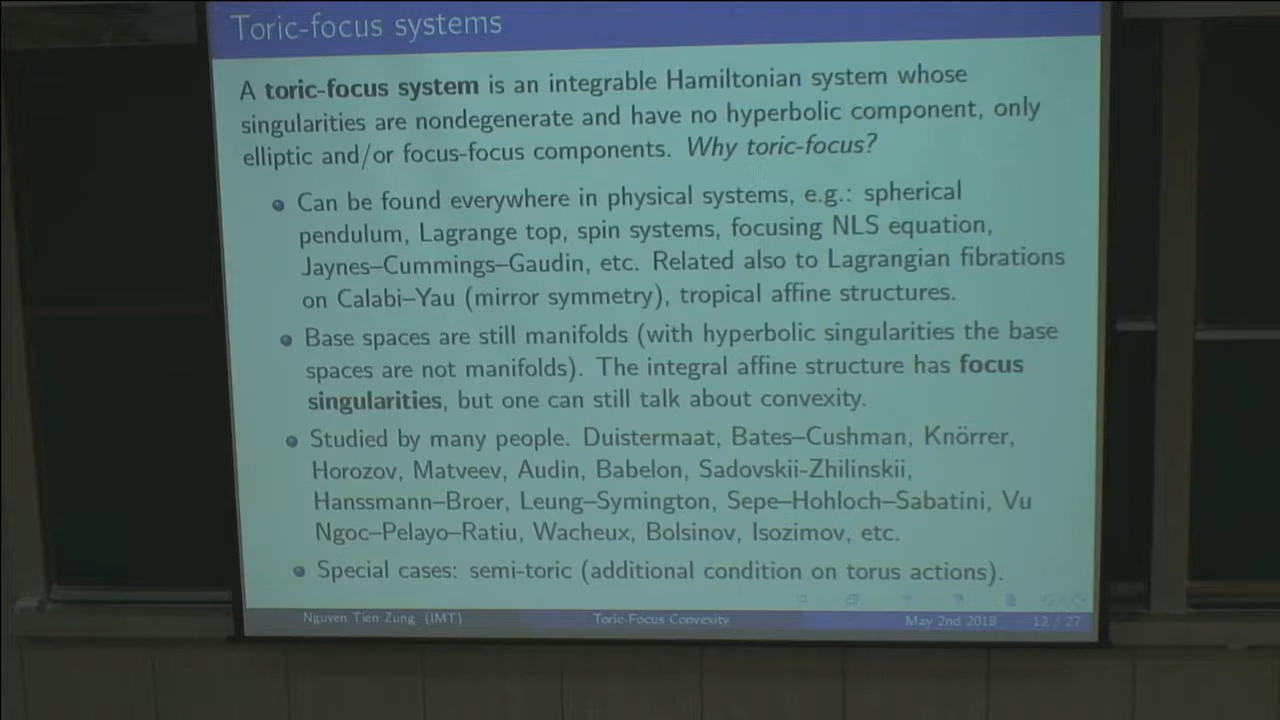 Toric-focus systems
A toric-focus system is an integrable Hamiltonian system whose
singularities are nondegenerate and have no hyperbolic component, only
elliptic and/or focus-focus components. Why toric-focus?
Can be found everywhere in physical systems, e.g.: spherical
pendulum, Lagrange top, spin systems, focusing NLS equation,
Jaynes–Cummings–Gaudin, etc. Related also to Lagrangian fibrations
on Calabi–Yau (mirror symmetry), tropical affine structures.
Base spaces are still manifolds (with hyperbolic singularities the base
spaces are not manifolds). The integral affine structure has focus
singularities, but one can still talk about convexity.
Studied by many people. Duistermaat, Bates–Cushman, Knörrer,
Horozov, Matveev, Audin, Babelon, Sadovskii-Zhilinskii,
Hanssmann–Broer, Leung–Symington, Sepe–Hohloch–Sabatini, Vu
Ngoc–Pelayo–Ratiu, Wacheux, Bolsinov, Isozimov, etc.
Special cases: semi-toric (additional condition on torus actions).
Nguyen Tien Zung (IMT) Toric-Focus Convexity May 2nd 2018 12 / 27